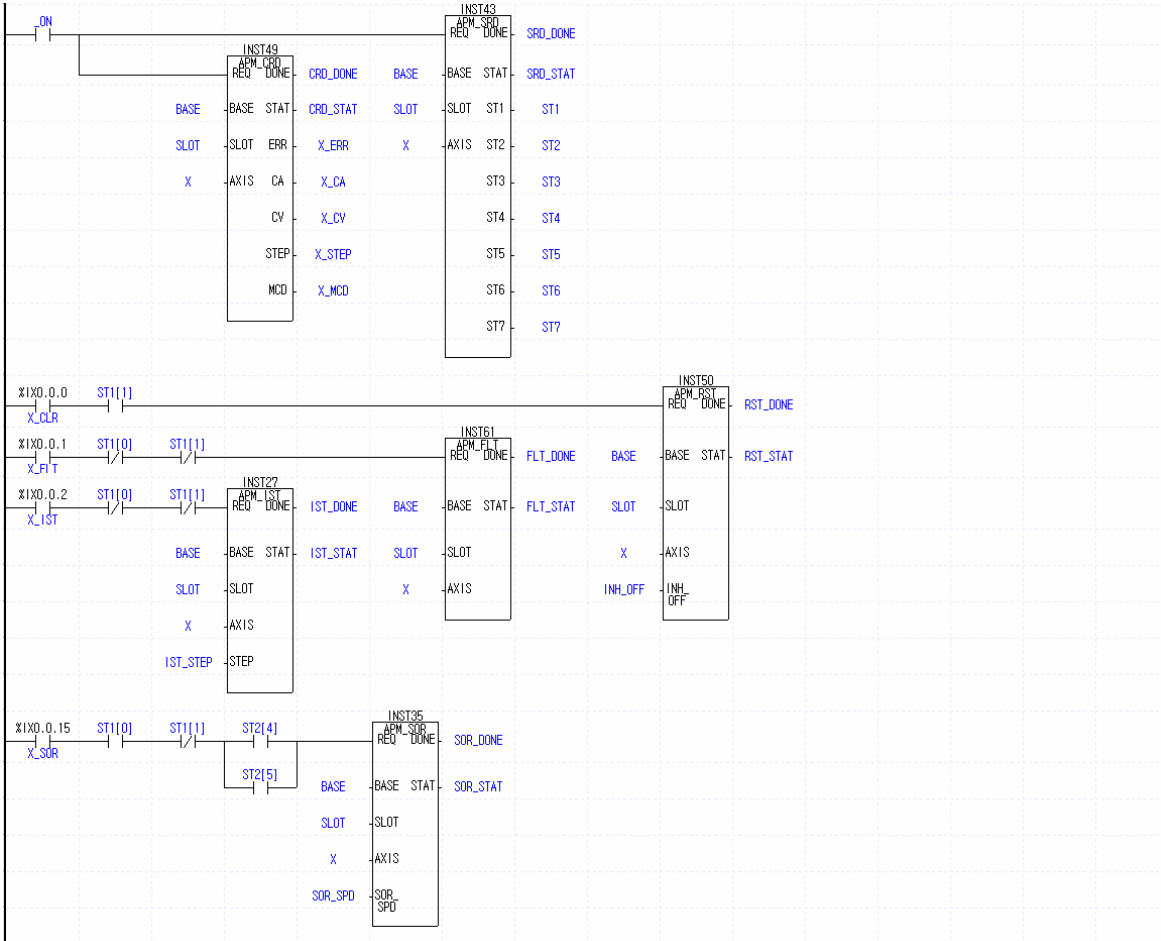 INST43
_ON APM_SRD
REQ DONE SRD_DONE
INST49
APM_CRD
REQ DONE CRD_DONE BASE BASE STAT SRD_STAT
BASE BASE STAT CRD_STAT SLOT SLOT ST1 ST1
SLOT SLOT ERR X_ERR X AXIS ST2 ST2
X AXIS CA X_CA ST3 ST3
CV X_CV ST4 ST4
STEP X_STEP ST5 ST5
MCD X_MCD ST6 ST6
ST7 ST7
INST50
%IX0.0.0 ST1[1] APM_RST
REQ DONE RST_DONE
X_CLR
INST61
%IX0.0.1 ST1[0] ST1[1] APM_FLT
REQ DONE FLT_DONE BASE BASE STAT RST_STAT
X_FLT
INST27
%IX0.0.2 ST1[0] ST1[1] APM_IST
REQ DONE IST_DONE BASE BASE STAT FLT_STAT SLOT SLOT
X_IST
BASE BASE STAT IST_STAT SLOT SLOT X AXIS
SLOT SLOT X AXIS INH_OFF INH_
OFF
X AXIS
IST_STEP STEP
INST35
%IX0.0.15 ST1[0] ST1[1] ST2[4] APM_SOR
REQ DONE SOR_DONE
X_SOR
ST2[5]
BASE BASE STAT SOR_STAT
SLOT SLOT
X AXIS
SOR_SPD SOR_
SPD